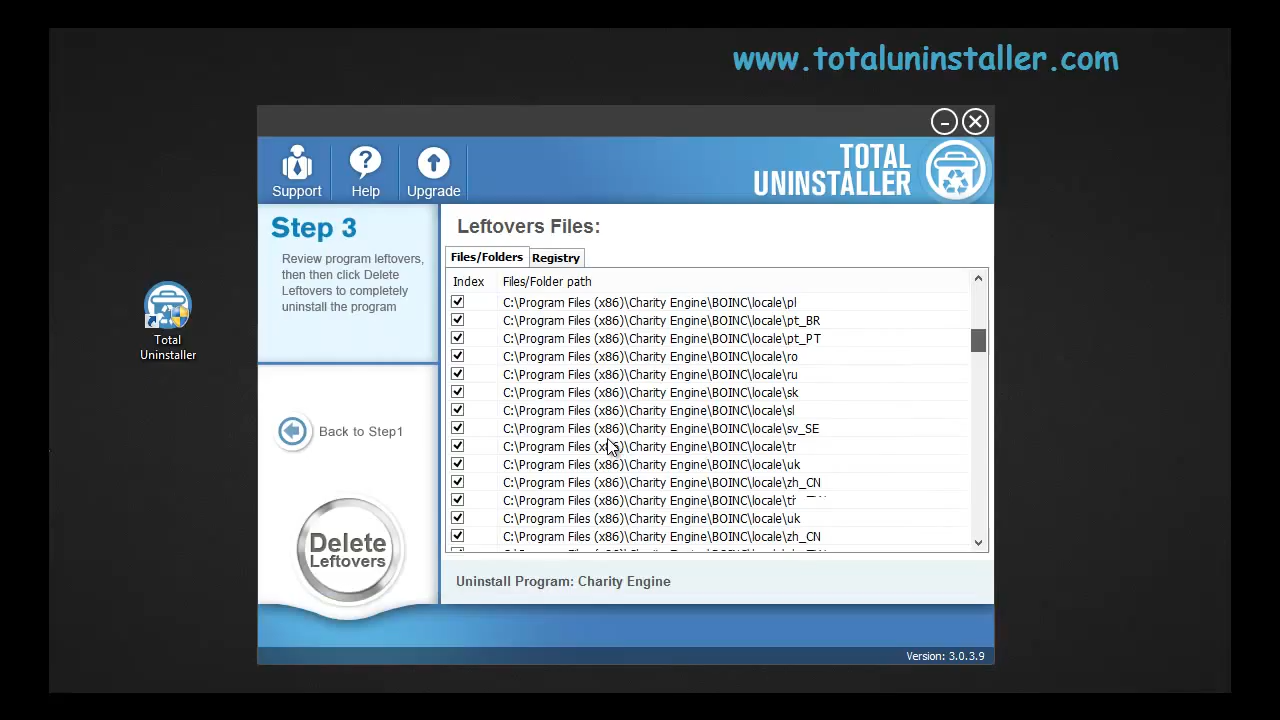 www.totaluninstaller.com
Support
Help
Upgrade
TOTAL
UNINSTALLER
Step 3
Review program leftovers,
then then click Delete
Leftovers to completely
uninstall the program
Total
Uninstaller
Back to Step1
Delete
Leftovers
Leftovers Files:
Files/Folders
Registry
Index
Files/Folder path
C:\Program Files (x86)\Charity Engine\BOINC\locale\pl
C:\Program Files (x86)\Charity Engine\BOINC\locale\pt_BR
C:\Program Files (x86)\Charity Engine\BOINC\locale\pt_PT
C:\Program Files (x86)\Charity Engine\BOINC\locale\ro
C:\Program Files (x86)\Charity Engine\BOINC\locale\ru
C:\Program Files (x86)\Charity Engine\BOINC\locale\sk
C:\Program Files (x86)\Charity Engine\BOINC\locale\sl
C:\Program Files (x86)\Charity Engine\BOINC\locale\sv_SE
C:\Program Files (x86)\Charity Engine\BOINC\locale\tr
C:\Program Files (x86)\Charity Engine\BOINC\locale\uk
C:\Program Files (x86)\Charity Engine\BOINC\locale\zh_CN
C:\Program Files (x86)\Charity
C:\Program Files (x86)\Charity Engine\BOINC\locale\uk
C:\Program Files (x86)\Charity Engine\BOINC\locale\zh_CN
Uninstall Program: Charity Engine
Version: 3.0.3.9